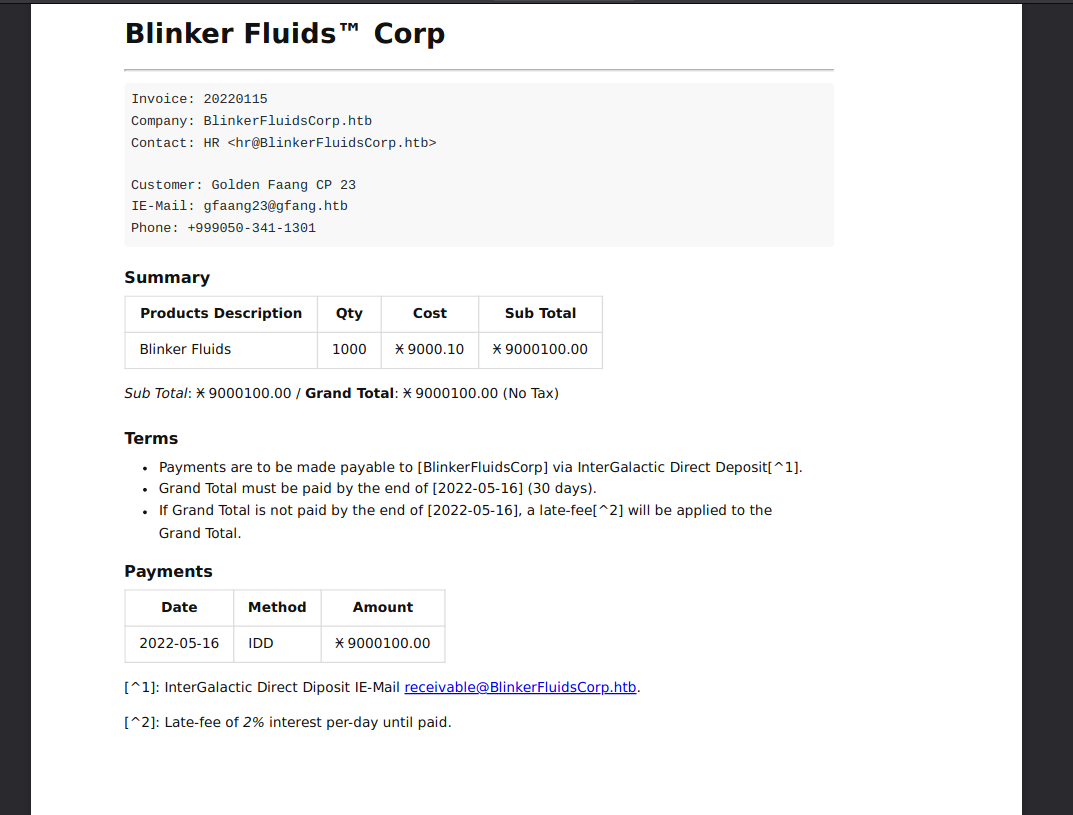 Blinker Fluids™ Corp
Invoice: 20220115
Company: BlinkerFluidsCorp.htb
Contact: HR <hr@BlinkerFluidsCorp.htb>
Customer: Golden Faang CP 23
IE-Mail: gfaang23@gfang.htb
Phone: +999050-341-1301
Summary
Products Description Qty Cost Sub Total
Blinker Fluids 1000 Ӿ 9000.10 Ӿ 9000100.00
Sub Total: Ӿ 9000100.00 / Grand Total: Ӿ 9000100.00 (No Tax)
Terms
• Payments are to be made payable to [BlinkerFluidsCorp] via InterGalactic Direct Deposit[^1].
• Grand Total must be paid by the end of [2022-05-16] (30 days).
• If Grand Total is not paid by the end of [2022-05-16], a late-fee[^2] will be applied to the
Grand Total.
Payments
Date Method Amount
2022-05-16 IDD Ӿ 9000100.00
[^1]: InterGalactic Direct Diposit IE-Mail receivable@BlinkerFluidsCorp.htb.
[^2]: Late-fee of 2% interest per-day until paid.